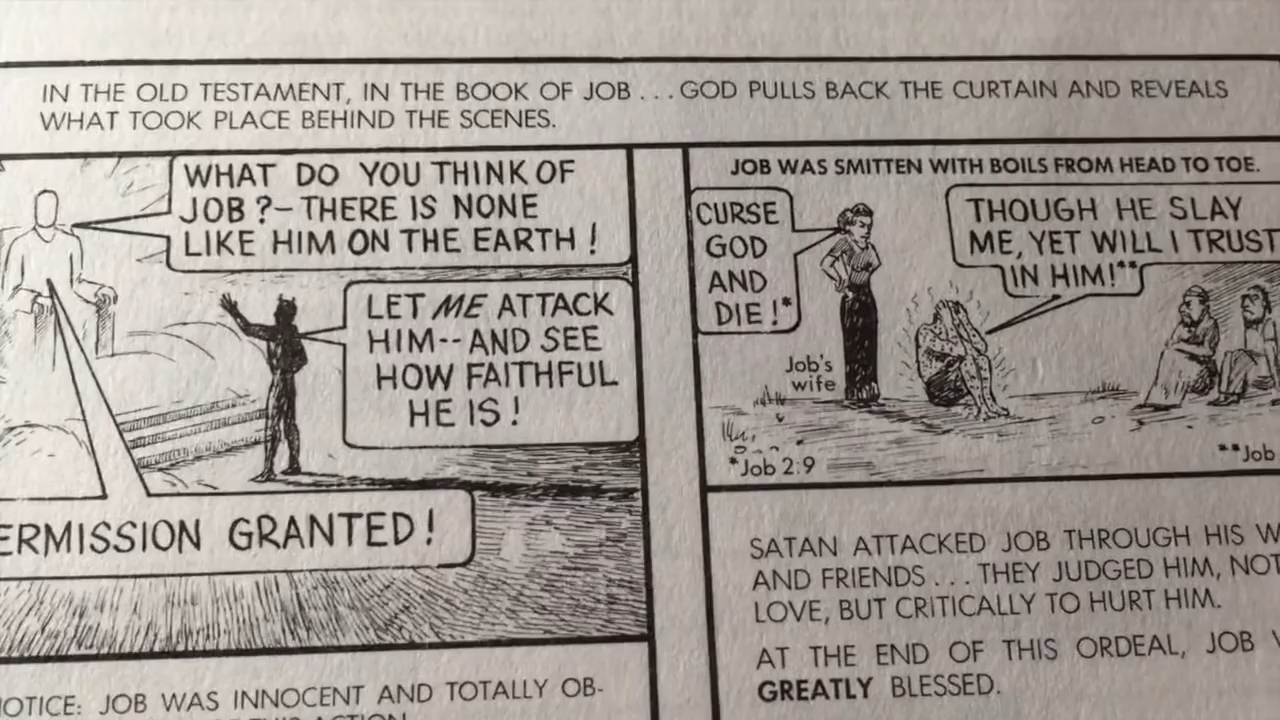 IN THE OLD TESTAMENT, IN THE BOOK OF JOB . . . GOD PULLS BACK THE CURTAIN AND REVEALS
WHAT TOOK PLACE BEHIND THE SCENES.
WHAT DO YOU THINK OF
JOB?—THERE IS NONE
LIKE HIM ON THE EARTH!
LET ME ATTACK
HIM--AND SEE
HOW FAITHFUL
HE IS!
ERMISSION GRANTED!
OTICE: JOB WAS INNOCENT AND TOTALLY OB-
THIS ACTION
JOB WAS SMITTEN WITH BOILS FROM HEAD TO TOE.
CURSE
GOD
AND
DIE!*
THOUGH HE SLAY
ME, YET WILL I TRUST
IN HIM!**
Job's
wife
*Job 2:9
**Job
SATAN ATTACKED JOB THROUGH HIS W
AND FRIENDS . . . THEY JUDGED HIM, NOT
LOVE, BUT CRITICALLY TO HURT HIM.
AT THE END OF THIS ORDEAL, JOB
GREATLY BLESSED.